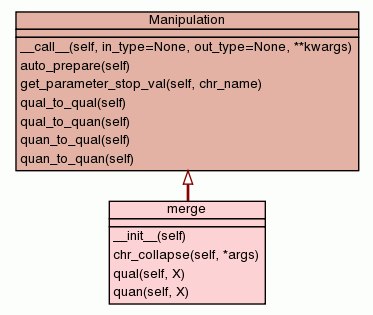 Manipulation
__call__(self, in_type=None, out_type=None, **kwargs)
auto_prepare(self)
get_parameter_stop_val(self, chr_name)
qual_to_qual(self)
qual_to_quan(self)
quan_to_qual(self)
quan_to_quan(self)
merge
__init__(self)
chr_collapse(self, *args)
qual(self, X)
quan(self, X)